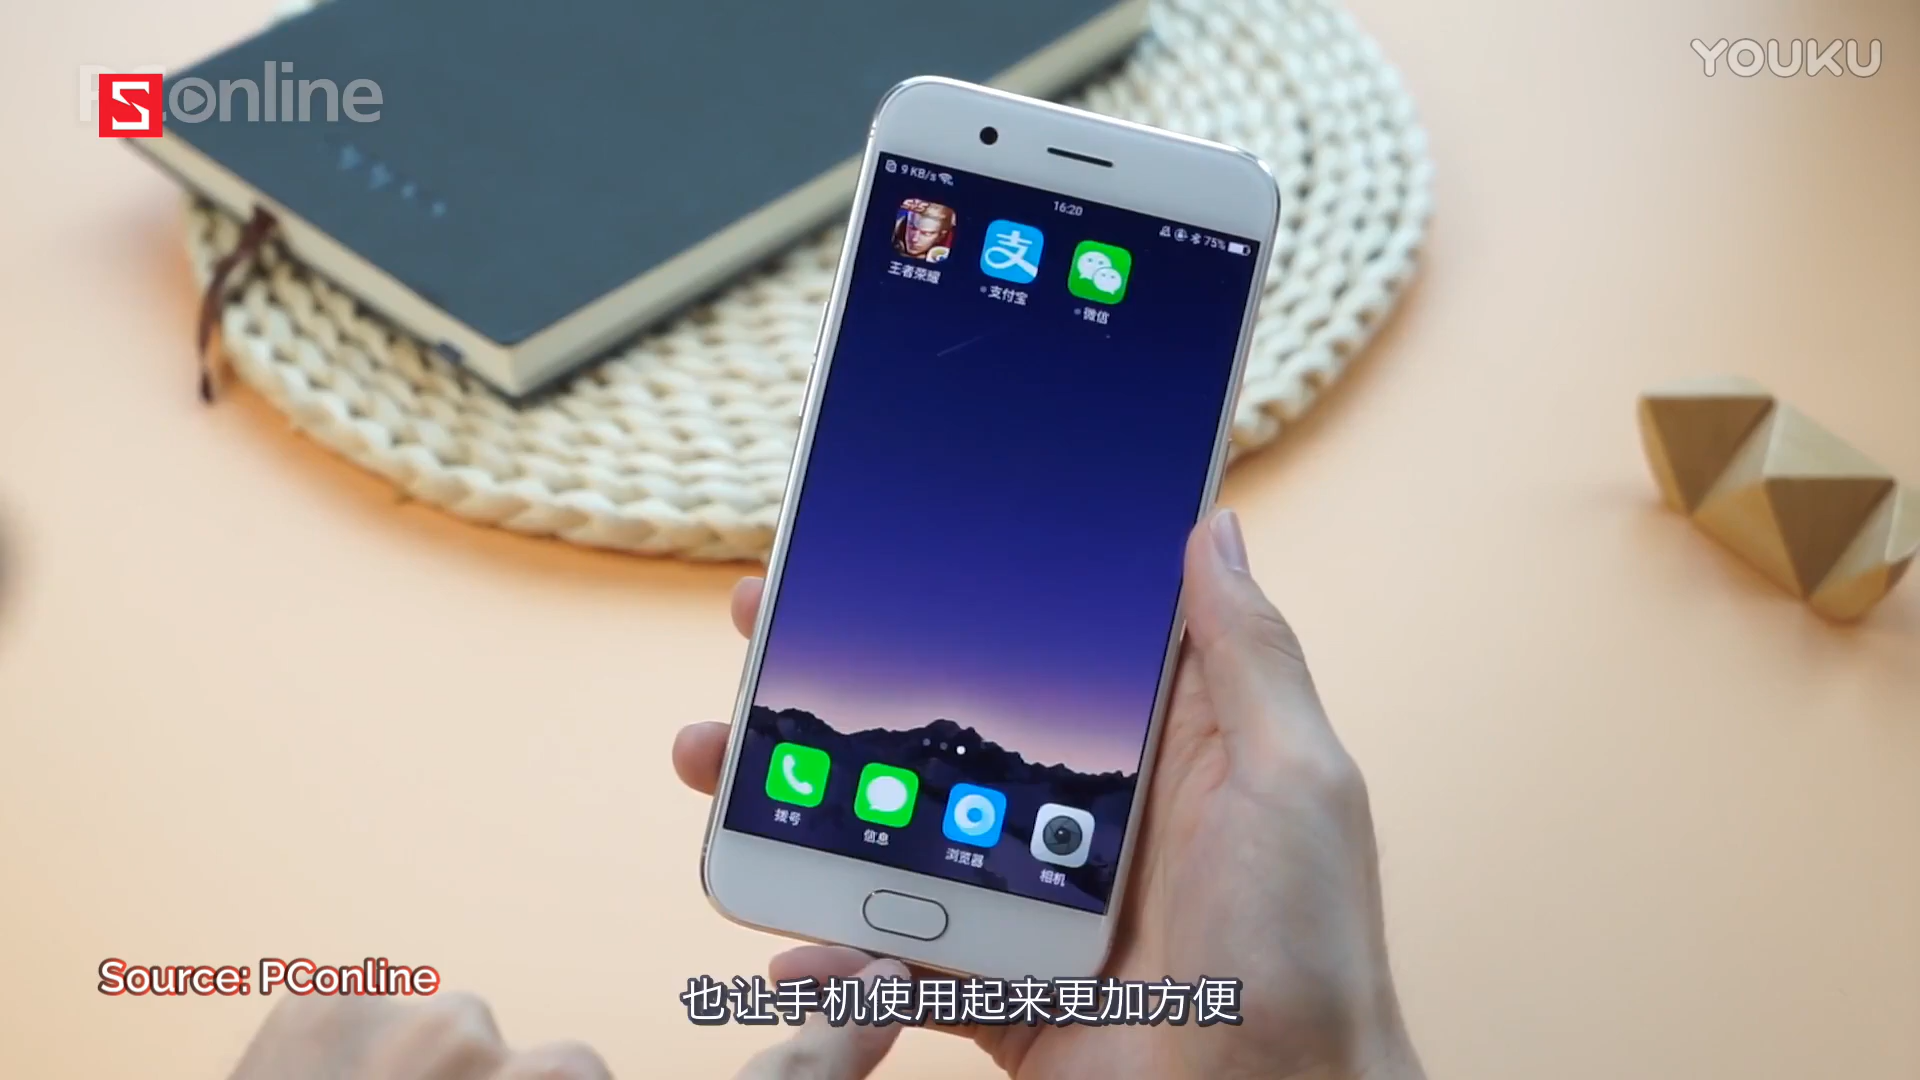 PConline
S
YOUKU
9 KB/s
16:20
75%
5V5
王者荣耀
支付宝
微信
拨号
信息
浏览器
相机
Source: PConline
也让手机使用起来更加方便